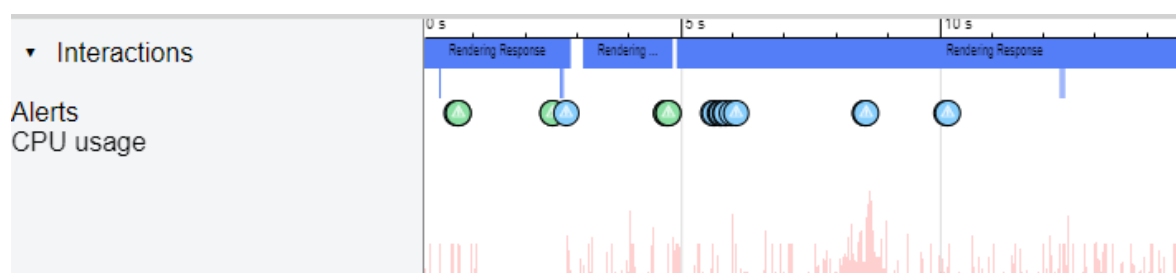 0 s 5 s 10 s
▾ Interactions Rendering Response Rendering ... Rendering Response
Alerts
CPU usage